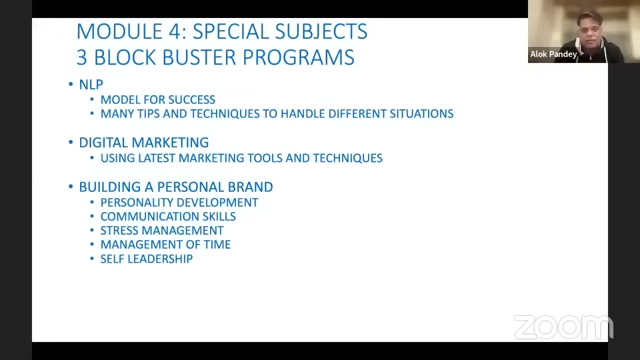 MODULE 4: SPECIAL SUBJECTS
3 BLOCK BUSTER PROGRAMS
• NLP
• MODEL FOR SUCCESS
• MANY TIPS AND TECHNIQUES TO HANDLE DIFFERENT SITUATIONS
• DIGITAL MARKETING
• USING LATEST MARKETING TOOLS AND TECHNIQUES
• BUILDING A PERSONAL BRAND
• PERSONALITY DEVELOPMENT
• COMMUNICATION SKILLS
• STRESS MANAGEMENT
• MANAGEMENT OF TIME
• SELF LEADERSHIP
Alok Pandey
zoom